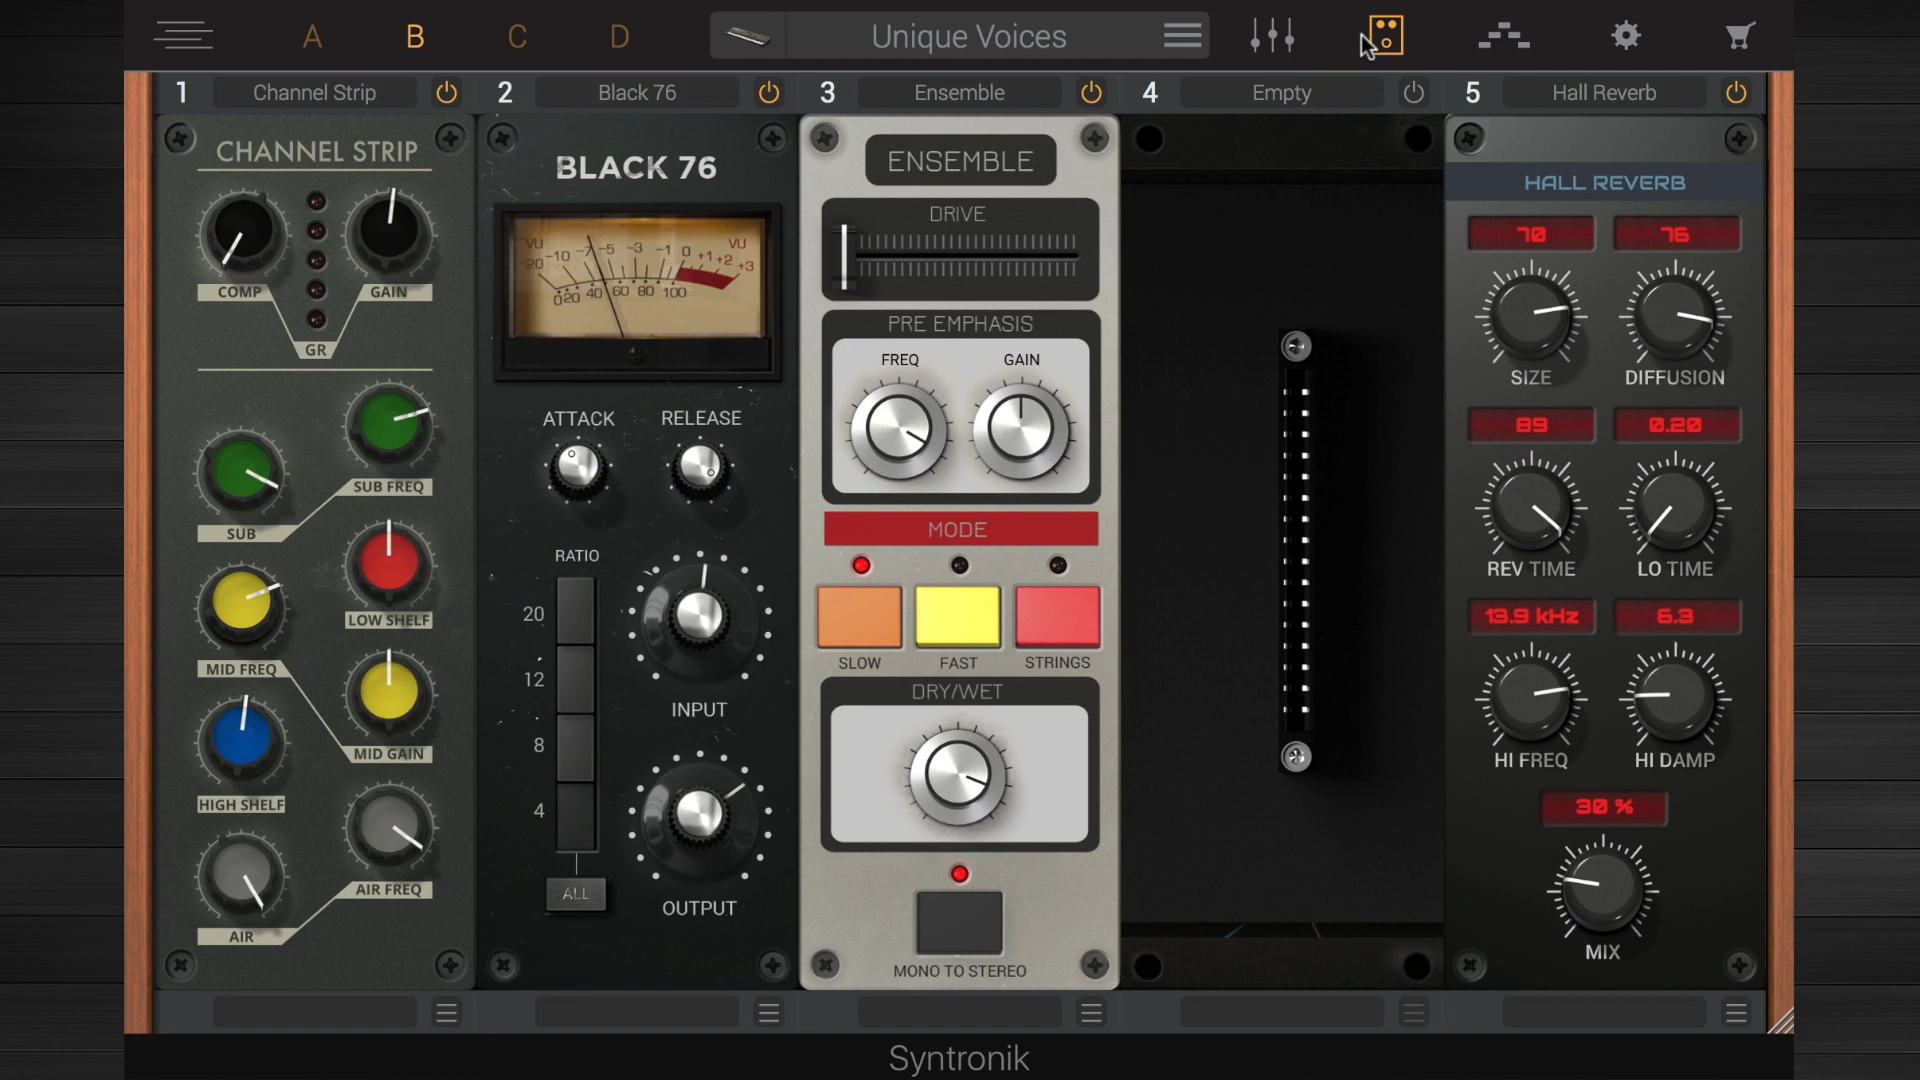 A B C D Unique Voices
1 Channel Strip 2 Black 76 3 Ensemble 4 Empty 5 Hall Reverb
CHANNEL STRIP
COMP GAIN
GR
SUB FREQ
SUB
LOW SHELF
MID FREQ
MID GAIN
HIGH SHELF
AIR FREQ
AIR
BLACK 76
VU VU
-20 -10 -7 -5 -3 -1 0 +1 +2 +3
0 20 40 60 80 100
ATTACK RELEASE
RATIO
20
12
8
4
ALL
INPUT
OUTPUT
ENSEMBLE
DRIVE
PRE EMPHASIS
FREQ GAIN
MODE
SLOW FAST STRINGS
DRY/WET
MONO TO STEREO
HALL REVERB
70 76
SIZE DIFFUSION
89 0.20
REV TIME LO TIME
13.9 kHz 6.3
HI FREQ HI DAMP
30 %
MIX
Syntronik